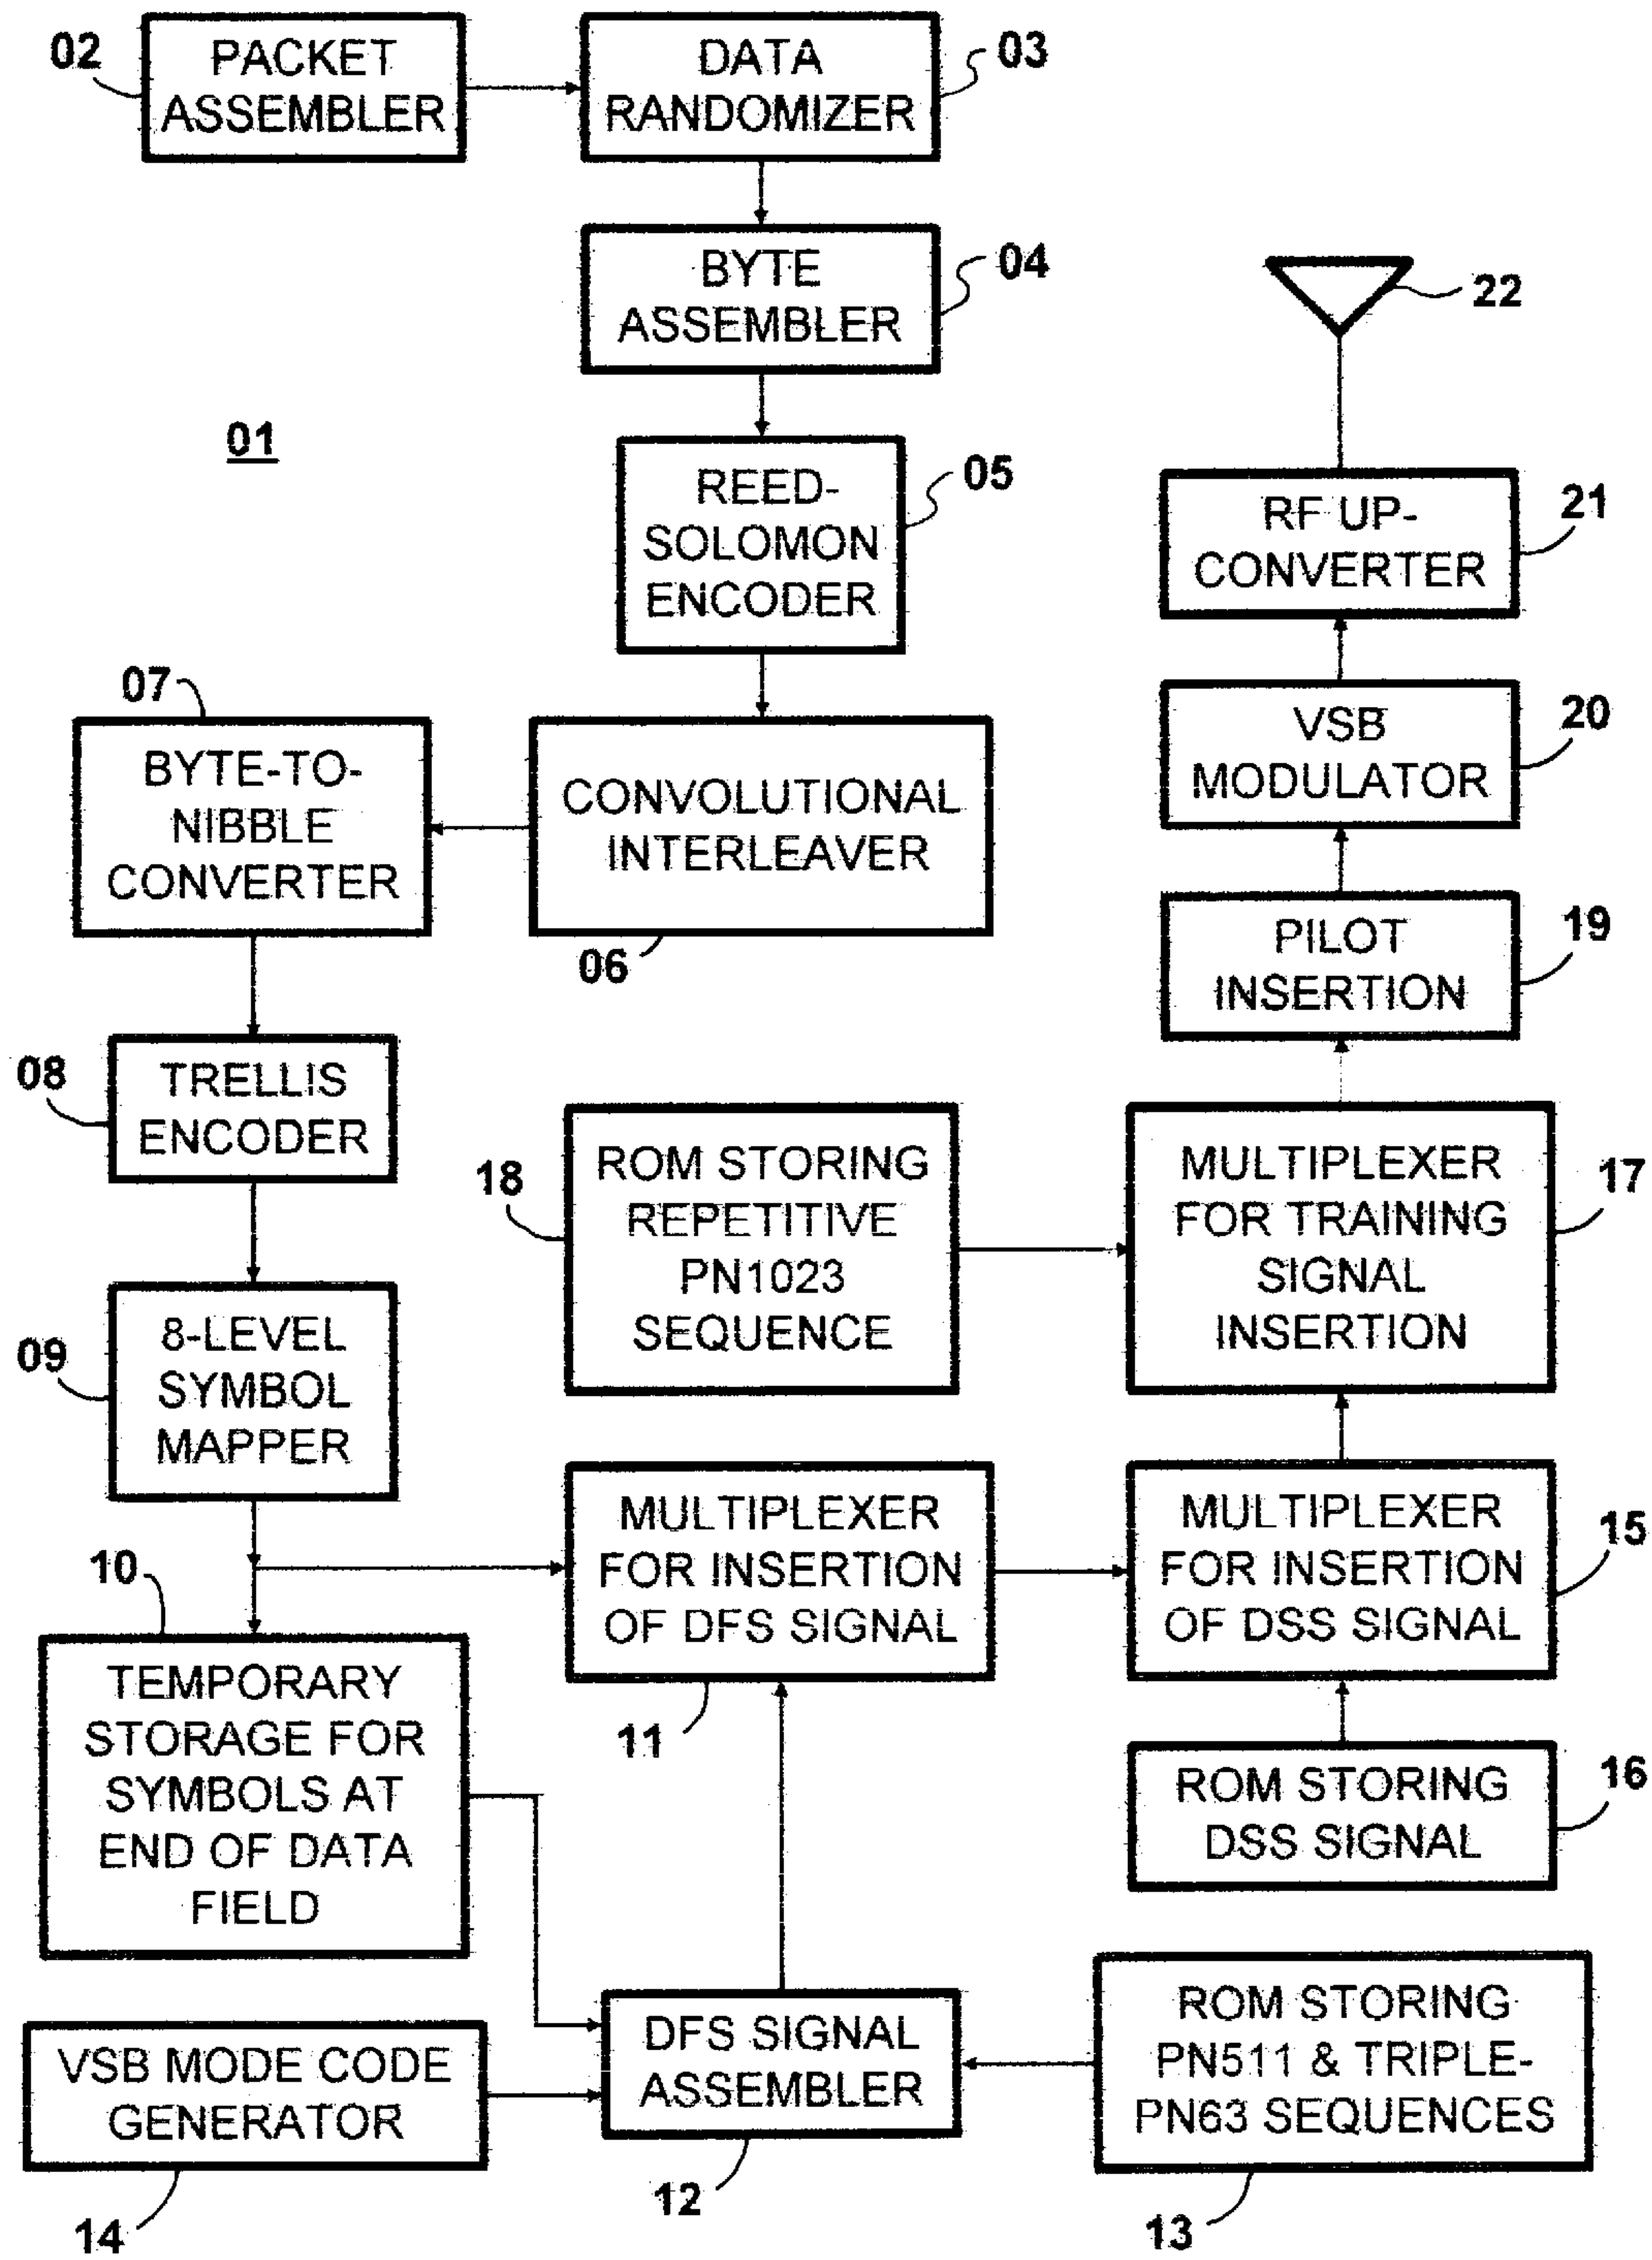 02
PACKET
ASSEMBLER
DATA
RANDOMIZER
03
BYTE
ASSEMBLER
04
22
01
REED-
SOLOMON
ENCODER
05
RF UP-
CONVERTER
21
07
BYTE-TO-
NIBBLE
CONVERTER
CONVOLUTIONAL
INTERLEAVER
06
VSB
MODULATOR
20
PILOT
INSERTION
19
08
TRELLIS
ENCODER
18
ROM STORING
REPETITIVE
PN1023
SEQUENCE
MULTIPLEXER
FOR TRAINING
SIGNAL
INSERTION
17
09
8-LEVEL
SYMBOL
MAPPER
10
MULTIPLEXER
FOR INSERTION
OF DFS SIGNAL
11
MULTIPLEXER
FOR INSERTION
OF DSS SIGNAL
15
TEMPORARY
STORAGE FOR
SYMBOLS AT
END OF DATA
FIELD
ROM STORING
DSS SIGNAL
16
VSB MODE CODE
GENERATOR
14
DFS SIGNAL
ASSEMBLER
12
ROM STORING
PN511 & TRIPLE-
PN63 SEQUENCES
13